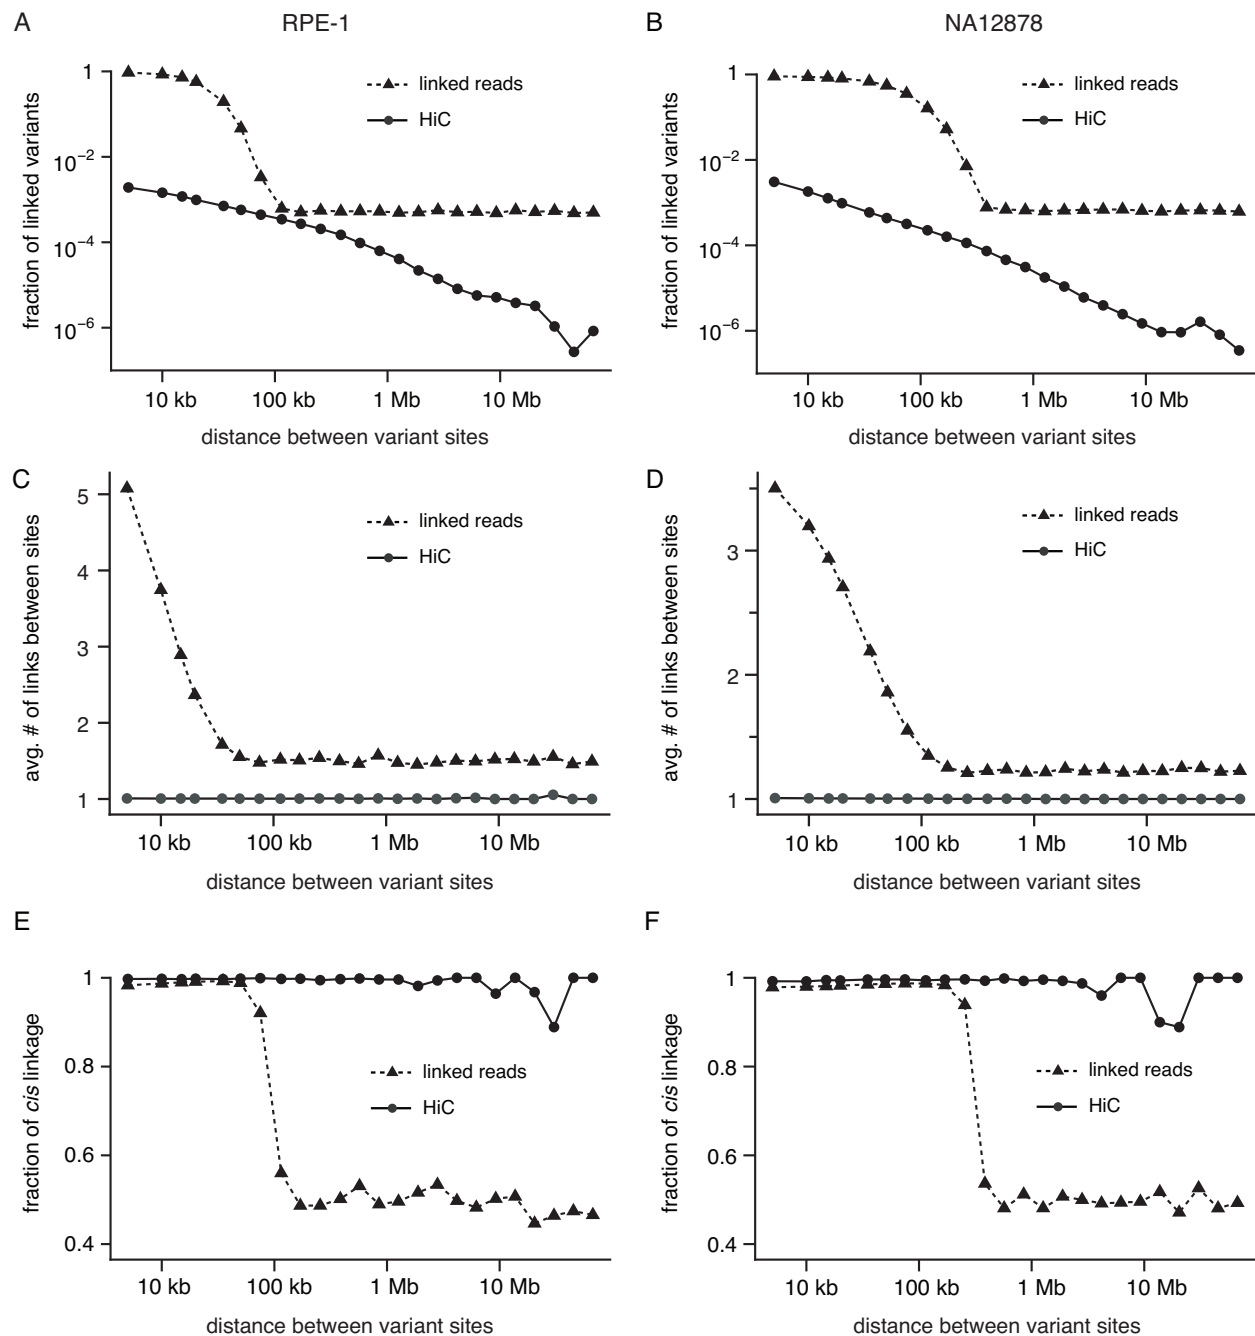 A
RPE-1
B
NA12878
fraction of linked variants
1
10−2
10−4
10−6
linked reads
HiC
10 kb
100 kb
1 Mb
10 Mb
distance between variant sites
fraction of linked variants
1
10−2
10−4
10−6
linked reads
HiC
10 kb
100 kb
1 Mb
10 Mb
distance between variant sites
C
avg. # of links between sites
5
4
3
2
1
linked reads
HiC
10 kb
100 kb
1 Mb
10 Mb
distance between variant sites
D
avg. # of links between sites
3
2
1
linked reads
HiC
10 kb
100 kb
1 Mb
10 Mb
distance between variant sites
E
fraction of cis linkage
1
0.8
0.6
0.4
linked reads
HiC
10 kb
100 kb
1 Mb
10 Mb
distance between variant sites
F
fraction of cis linkage
1
0.8
0.6
0.4
linked reads
HiC
10 kb
100 kb
1 Mb
10 Mb
distance between variant sites